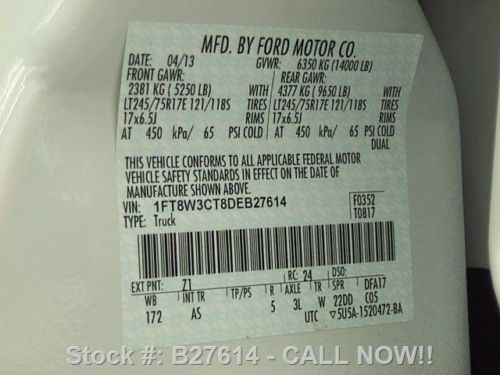 MFD. BY FORD MOTOR CO.
DATE: 04/13 GVWR: 6350 KG (14000 LB)
FRONT GAWR: REAR GAWR:
2381 KG ( 5250 LB) WITH 4377 KG ( 9650 LB) WITH
LT245/75R17E 121/118S TIRES LT245/75R17E 121/118S TIRES
17x6.5J RIMS 17x6.5J RIMS
AT 450 kPa/ 65 PSI COLD AT 450 kPa/ 65 PSI COLD
DUAL
THIS VEHICLE CONFORMS TO ALL APPLICABLE FEDERAL MOTOR
VEHICLE SAFETY STANDARDS IN EFFECT ON THE DATE OF
MANUFACTURE SHOWN ABOVE.
VIN: 1FT8W3CT8DEB27614 F0352
TYPE: Truck T0817
EXT PNT: Z1 RC: 24 DSO:
WB INT TR TP/PS R AXLE TR SPR DFA17
172 AS 5 3L W 22DD C05
UTC ▽5U5A-1520472-BA
Stock #: B27614 - CALL NOW!!